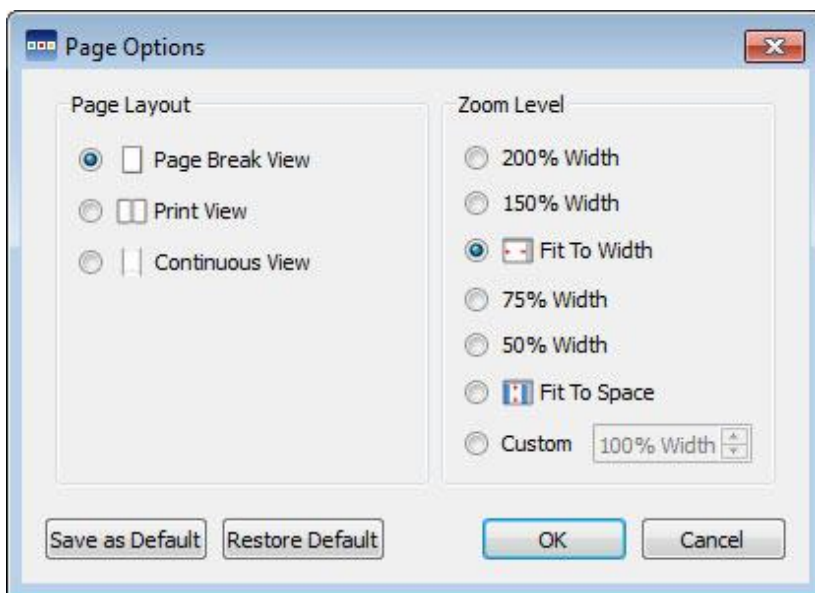 Page Options
Page Layout
Page Break View
Print View
Continuous View
Zoom Level
200% Width
150% Width
Fit To Width
75% Width
50% Width
Fit To Space
Custom 100% Width
Save as Default Restore Default OK Cancel